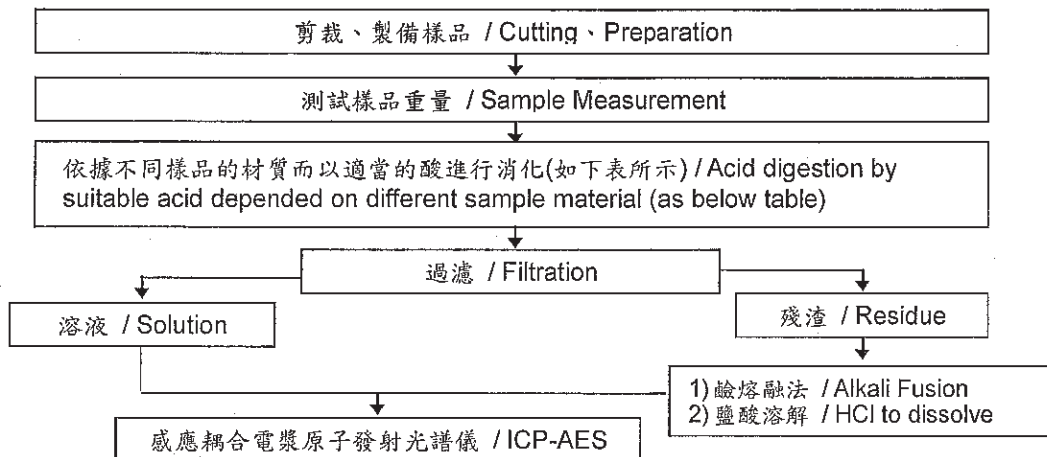 剪裁、製備樣品 / Cutting、Preparation
測試樣品重量 / Sample Measurement
依據不同樣品的材質而以適當的酸進行消化(如下表所示) / Acid digestion by
suitable acid depended on different sample material (as below table)
過濾 / Filtration
溶液 / Solution
殘渣 / Residue
1) 鹼熔融法 / Alkali Fusion
2) 鹽酸溶解 / HCl to dissolve
感應耦合電漿原子發射光譜儀 / ICP-AES